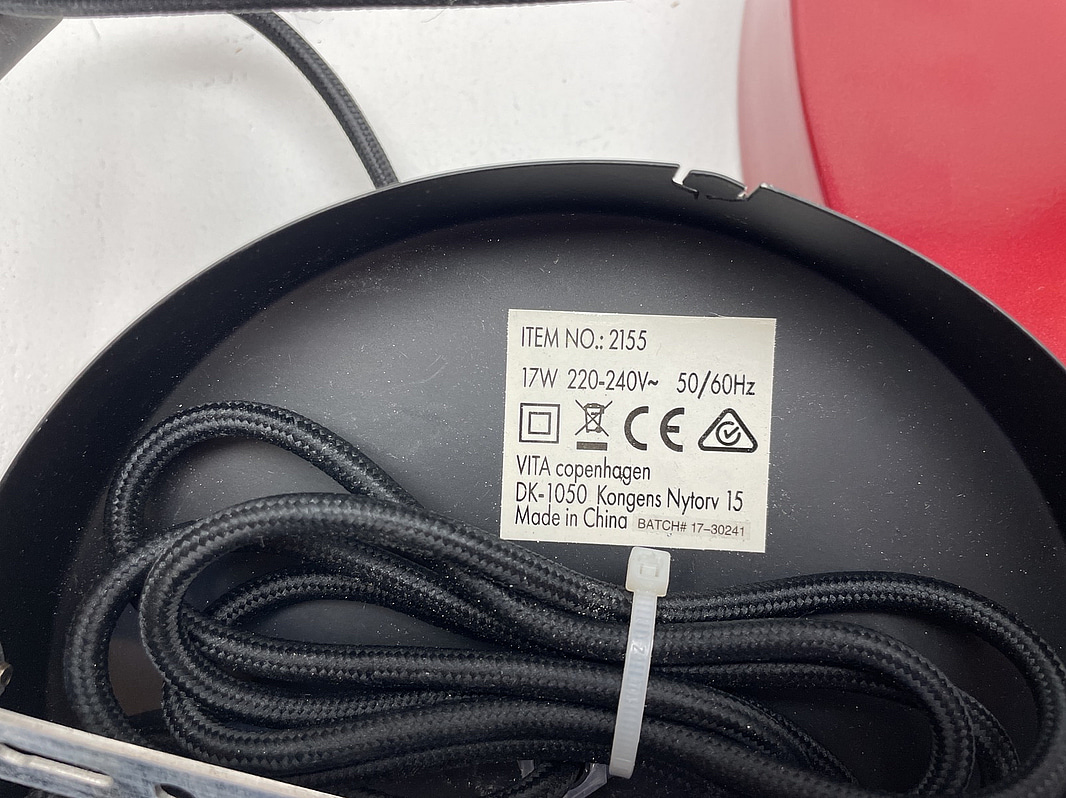 ITEM NO.: 2155
17W 220-240V~ 50/60Hz
CE
VITA copenhagen
DK-1050 Kongens Nytorv 15
Made in China BATCH# 17-30241